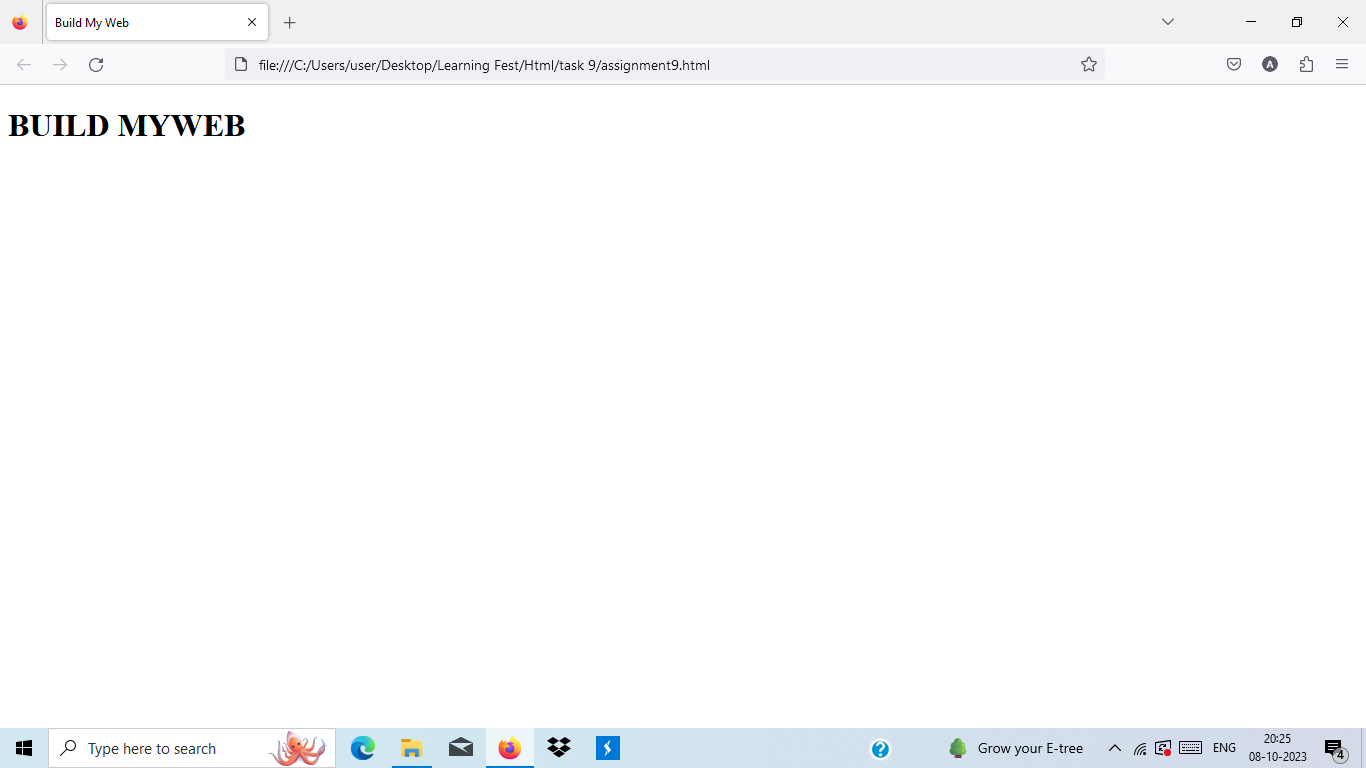 Build My Web
file:///C:/Users/user/Desktop/Learning Fest/Html/task 9/assignment9.html
A
BUILD MYWEB
Type here to search
?
Grow your E-tree
ENG
20:25
08-10-2023
4